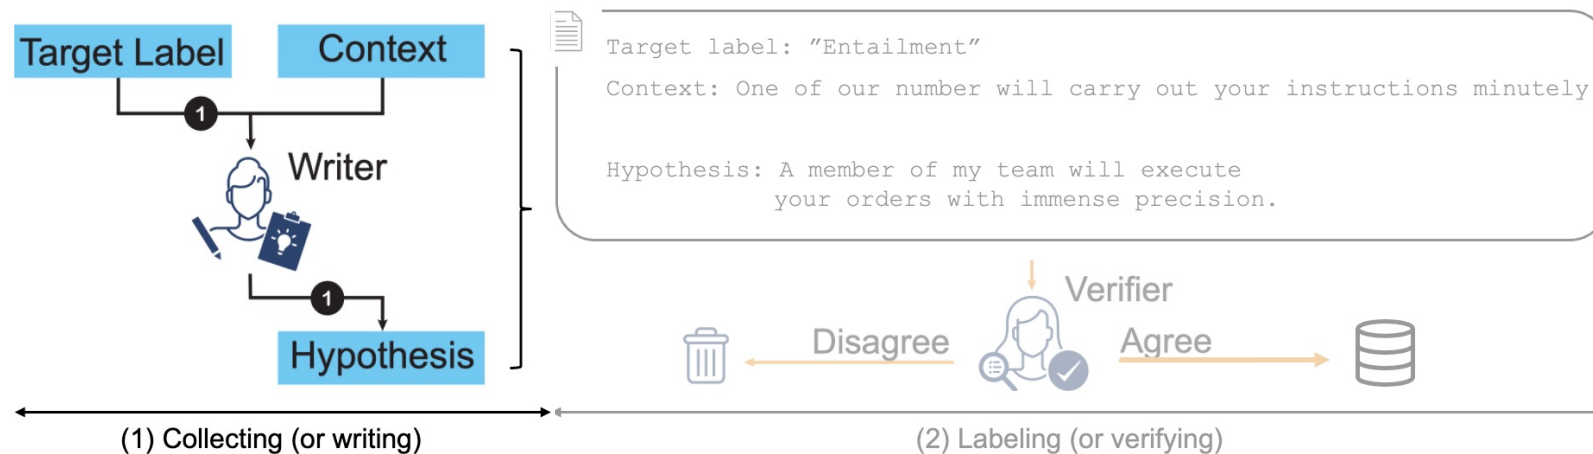 Target Label
Context
1
Writer
1
Hypothesis
(1) Collecting (or writing)
Target label: ”Entailment”
Context: One of our number will carry out your instructions minutely
Hypothesis: A member of my team will execute
your orders with immense precision.
Verifier
Disagree
Agree
(2) Labeling (or verifying)